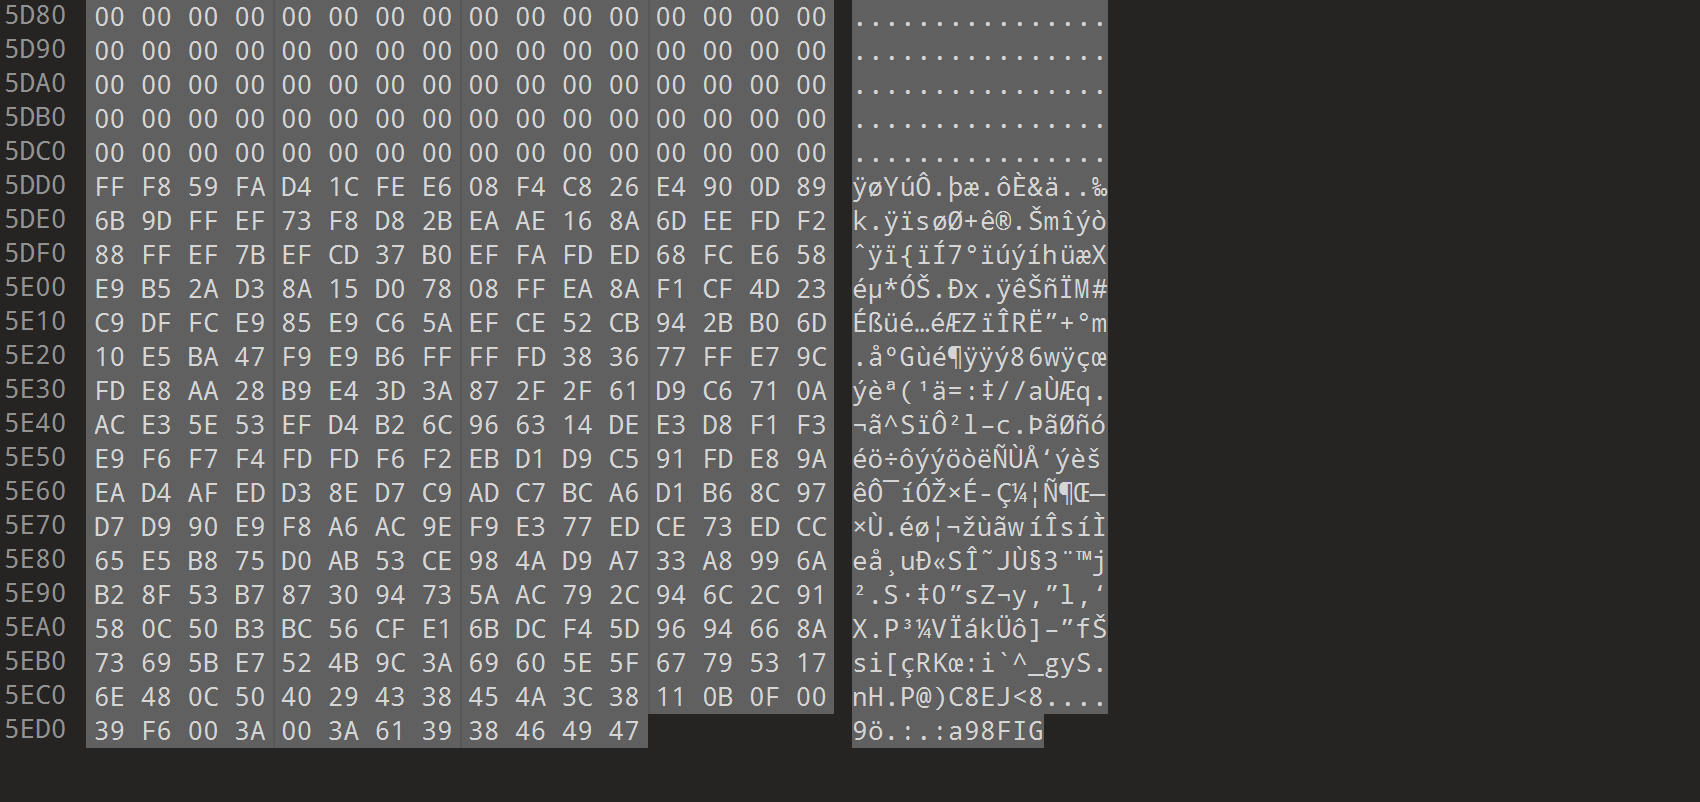 5D80 00 00 00 00 00 00 00 00 00 00 00 00 00 00 00 00 ................
5D90 00 00 00 00 00 00 00 00 00 00 00 00 00 00 00 00 ................
5DA0 00 00 00 00 00 00 00 00 00 00 00 00 00 00 00 00 ................
5DB0 00 00 00 00 00 00 00 00 00 00 00 00 00 00 00 00 ................
5DC0 00 00 00 00 00 00 00 00 00 00 00 00 00 00 00 00 ................
5DD0 FF F8 59 FA D4 1C FE E6 08 F4 C8 26 E4 90 0D 89 ÿøYúÔ.þæ.ôÈ&ä..‰
5DE0 6B 9D FF EF 73 F8 D8 2B EA AE 16 8A 6D EE FD F2 k.ÿïsøØ+ê®.Šmîýò
5DF0 88 FF EF 7B EF CD 37 B0 EF FA FD ED 68 FC E6 58 ˆÿï{ïÍ7°ïúýíhüæX
5E00 E9 B5 2A D3 8A 15 D0 78 08 FF EA 8A F1 CF 4D 23 éµ*ÓŠ.Ðx.ÿêŠñÏM#
5E10 C9 DF FC E9 85 E9 C6 5A EF CE 52 CB 94 2B B0 6D Éßüé…éÆZïÎRË”+°m
5E20 10 E5 BA 47 F9 E9 B6 FF FF FD 38 36 77 FF E7 9C .åºGùé¶ÿÿý86wÿçœ
5E30 FD E8 AA 28 B9 E4 3D 3A 87 2F 2F 61 D9 C6 71 0A ýèª(¹ä=:‡//aÙÆq.
5E40 AC E3 5E 53 EF D4 B2 6C 96 63 14 DE E3 D8 F1 F3 ¬ã^SïÔ²l–c.ÞãØñó
5E50 E9 F6 F7 F4 FD FD F6 F2 EB D1 D9 C5 91 FD E8 9A éö÷ôýýöòëÑÙÅ‘ýèš
5E60 EA D4 AF ED D3 8E D7 C9 AD C7 BC A6 D1 B6 8C 97 êÔ¯íÓŽ×É-Ç¼¦Ñ¶Œ—
5E70 D7 D9 90 E9 F8 A6 AC 9E F9 E3 77 ED CE 73 ED CC ×Ù.éø¦¬žùãwíÎsíÌ
5E80 65 E5 B8 75 D0 AB 53 CE 98 4A D9 A7 33 A8 99 6A eå¸uÐ«SÎ˜JÙ§3¨™j
5E90 B2 8F 53 B7 87 30 94 73 5A AC 79 2C 94 6C 2C 91 ².S·‡0”sZ¬y,”l,‘
5EA0 58 0C 50 B3 BC 56 CF E1 6B DC F4 5D 96 94 66 8A X.P³¼VÏákÜô]–”fŠ
5EB0 73 69 5B E7 52 4B 9C 3A 69 60 5E 5F 67 79 53 17 si[çRKœ:i`^_gyS.
5EC0 6E 48 0C 50 40 29 43 38 45 4A 3C 38 11 0B 0F 00 nH.P@)C8EJ<8....
5ED0 39 F6 00 3A 00 3A 61 39 38 46 49 47 9ö.:.:a98FIG